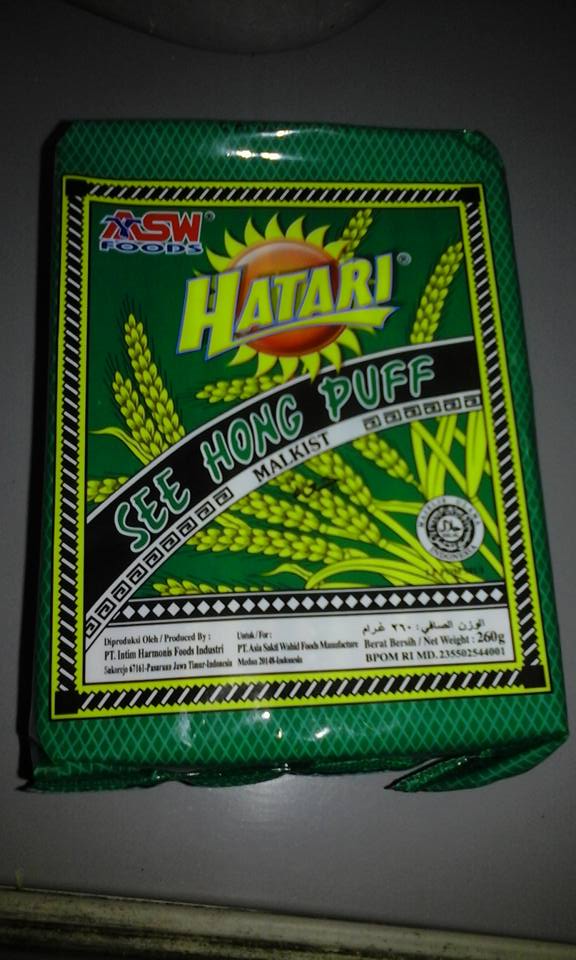 ASW®
FOODS
HATARI®
SEE HONG PUFF
MALKIST
INDONESIA
Diproduksi Oleh / Produced By :
PT. Intim Harmonis Foods Industri
Sukorejo 67161-Pasuruan Jawa Timur-Indonesia
Untuk / For :
PT. Asia Sakti Wahid Foods Manufacture
Medan 20148-Indonesia
الوزن الصافي: ٢٦٠ غرام
Berat Bersih / Net Weight : 260g
BPOM RI MD. 235502544001